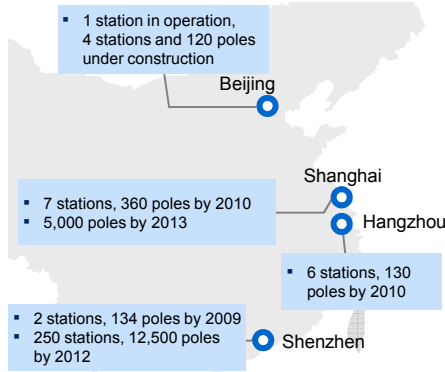 ▪ 1 station in operation,
4 stations and 120 poles
under construction
Beijing
Shanghai
▪ 7 stations, 360 poles by 2010
▪ 5,000 poles by 2013
Hangzhou
▪ 6 stations, 130
poles by 2010
▪ 2 stations, 134 poles by 2009
▪ 250 stations, 12,500 poles
by 2012
Shenzhen